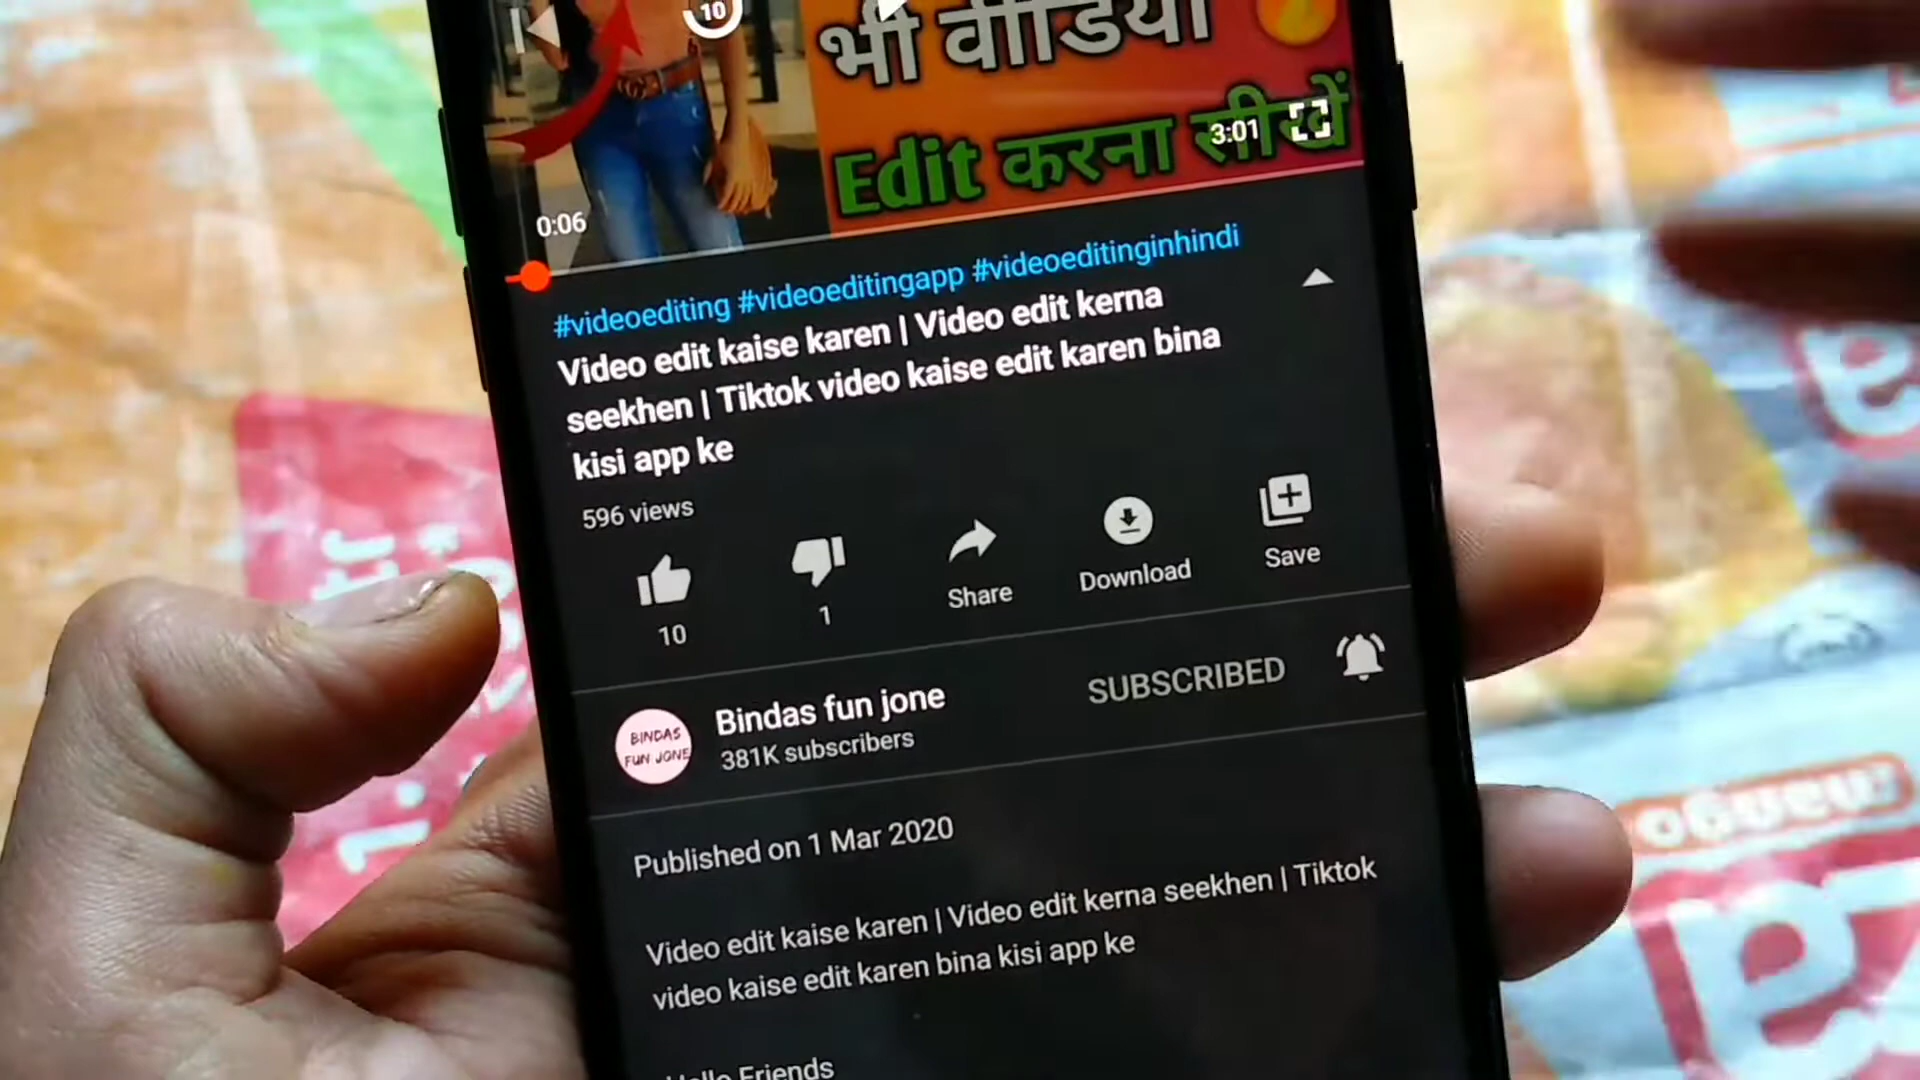 10
भी वीडियो
Edit करना सीखें
3:01
0:06
#videoediting #videoeditingapp #videoeditinginhindi
Video edit kaise karen | Video edit kerna
seekhen | Tiktok video kaise edit karen bina
kisi app ke
596 views
10
1
Share
Download
Save
BINDAS
FUN JONE
Bindas fun jone
381K subscribers
SUBSCRIBED
Published on 1 Mar 2020
Video edit kaise karen | Video edit kerna seekhen | Tiktok
video kaise edit karen bina kisi app ke
Hello Friends